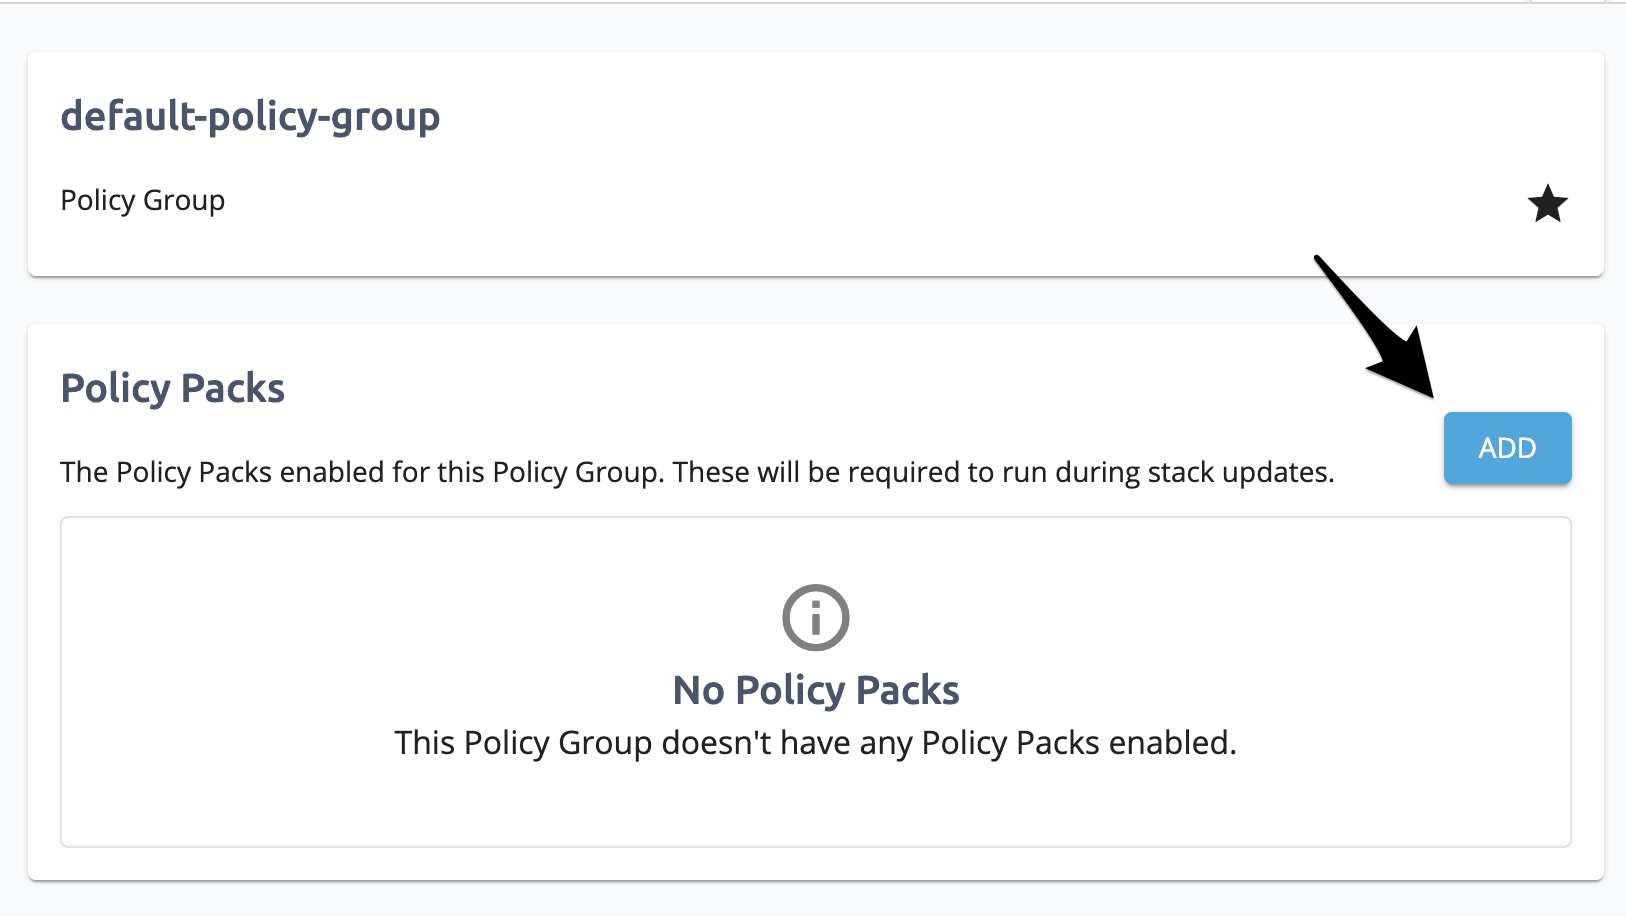 default-policy-group
Policy Group
Policy Packs
ADD
The Policy Packs enabled for this Policy Group. These will be required to run during stack updates.
No Policy Packs
This Policy Group doesn't have any Policy Packs enabled.